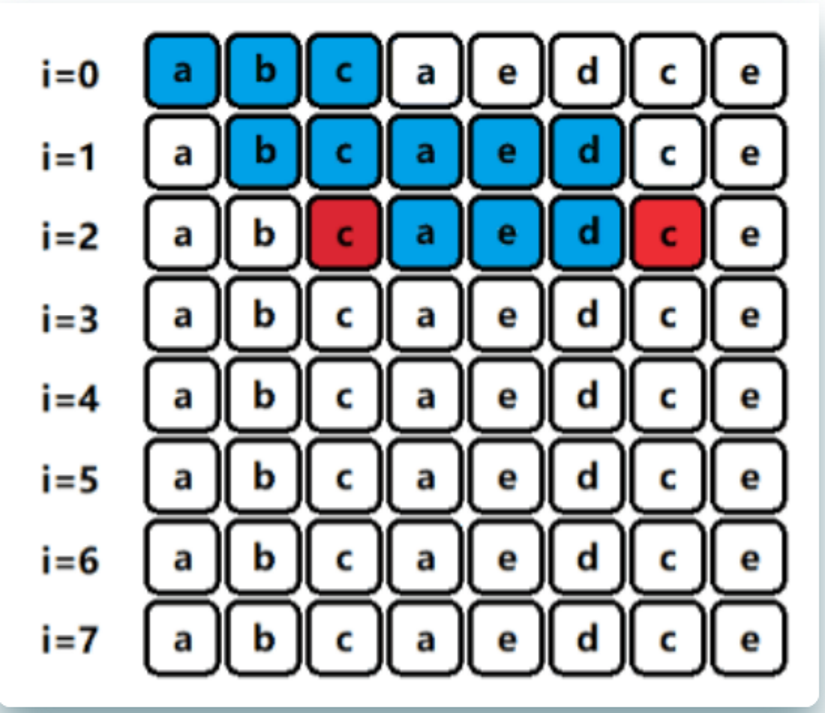 i=0 a b c a e d c e
i=1 a b c a e d c e
i=2 a b c a e d c e
i=3 a b c a e d c e
i=4 a b c a e d c e
i=5 a b c a e d c e
i=6 a b c a e d c e
i=7 a b c a e d c e